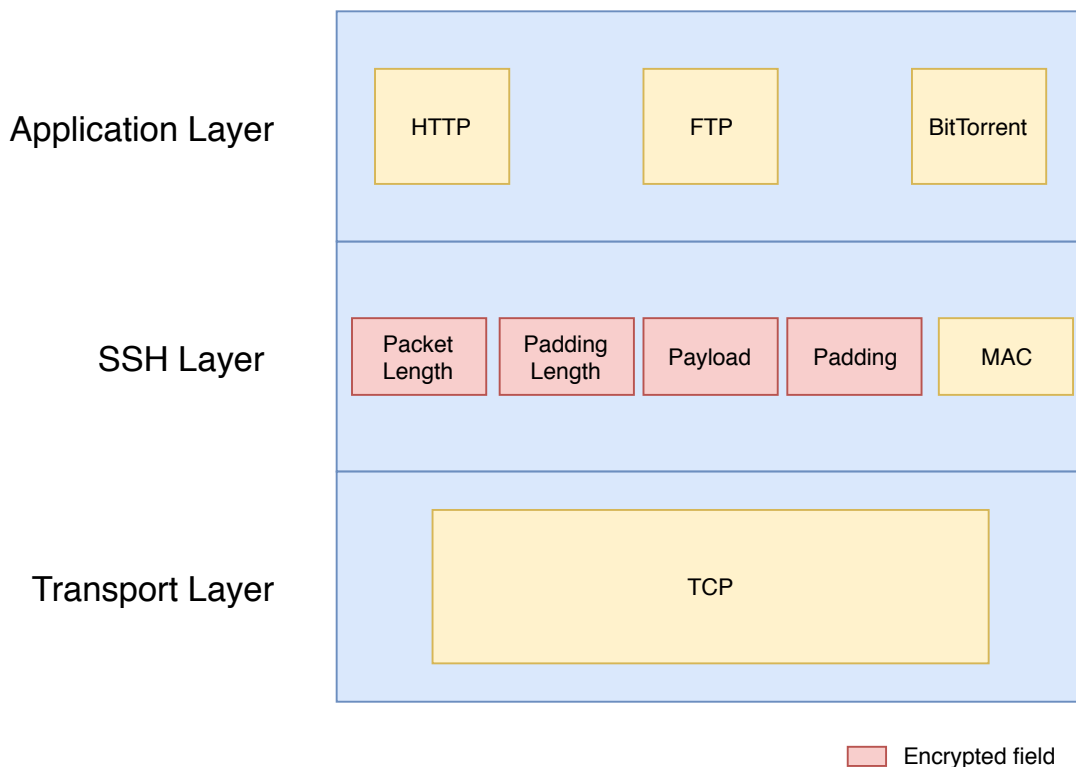 Application Layer
HTTP
FTP
BitTorrent
SSH Layer
Packet
Length
Padding
Length
Payload
Padding
MAC
Transport Layer
TCP
Encrypted field